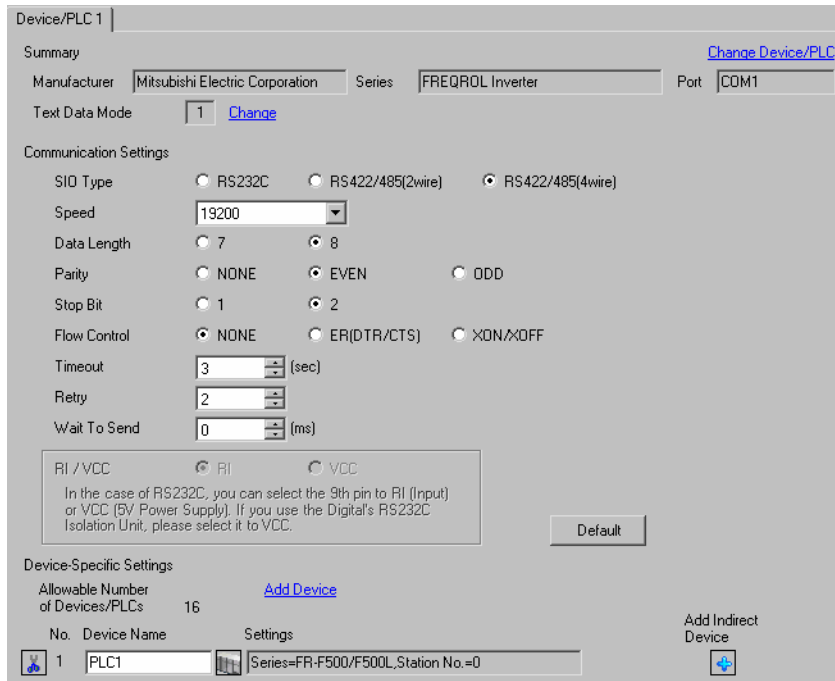 Device/PLC 1
Summary Change Device/PLC
Manufacturer Mitsubishi Electric Corporation Series FREQROL Inverter Port COM1
Text Data Mode 1 Change
Communication Settings
SIO Type RS232C RS422/485(2wire) RS422/485(4wire)
Speed 19200
Data Length 7 8
Parity NONE EVEN ODD
Stop Bit 1 2
Flow Control NONE ER(DTR/CTS) XON/XOFF
Timeout 3 (sec)
Retry 2
Wait To Send 0 (ms)
RI / VCC RI VCC
In the case of RS232C, you can select the 9th pin to RI (Input)
or VCC (5V Power Supply). If you use the Digital's RS232C
Isolation Unit, please select it to VCC.
Default
Device-Specific Settings
Allowable Number Add Device
of Devices/PLCs 16
Add Indirect
No. Device Name Settings Device
1 PLC1 Series=FR-F500/F500L,Station No.=0